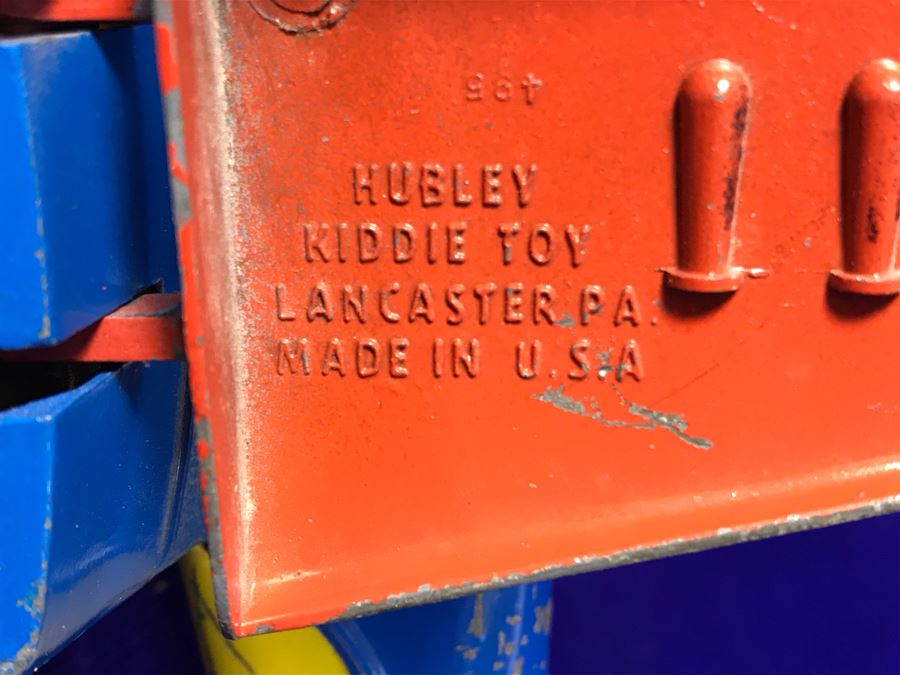 HUBLEY
KIDDIE TOY
LANCASTER, PA.
MADE IN U.S.A